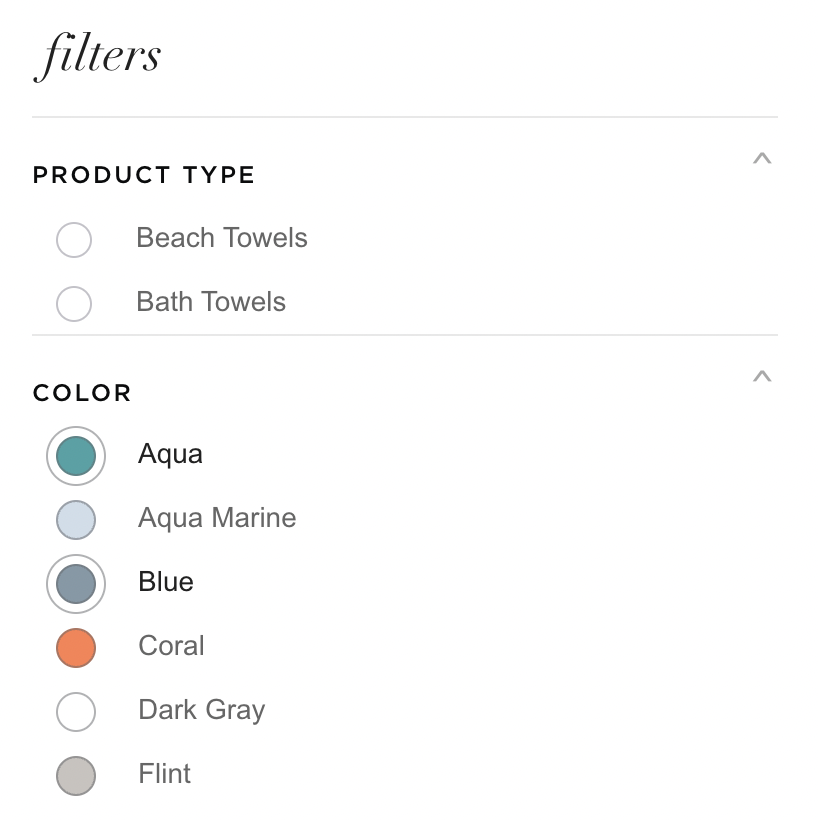 filters
PRODUCT TYPE
Beach Towels
Bath Towels
COLOR
Aqua
Aqua Marine
Blue
Coral
Dark Gray
Flint